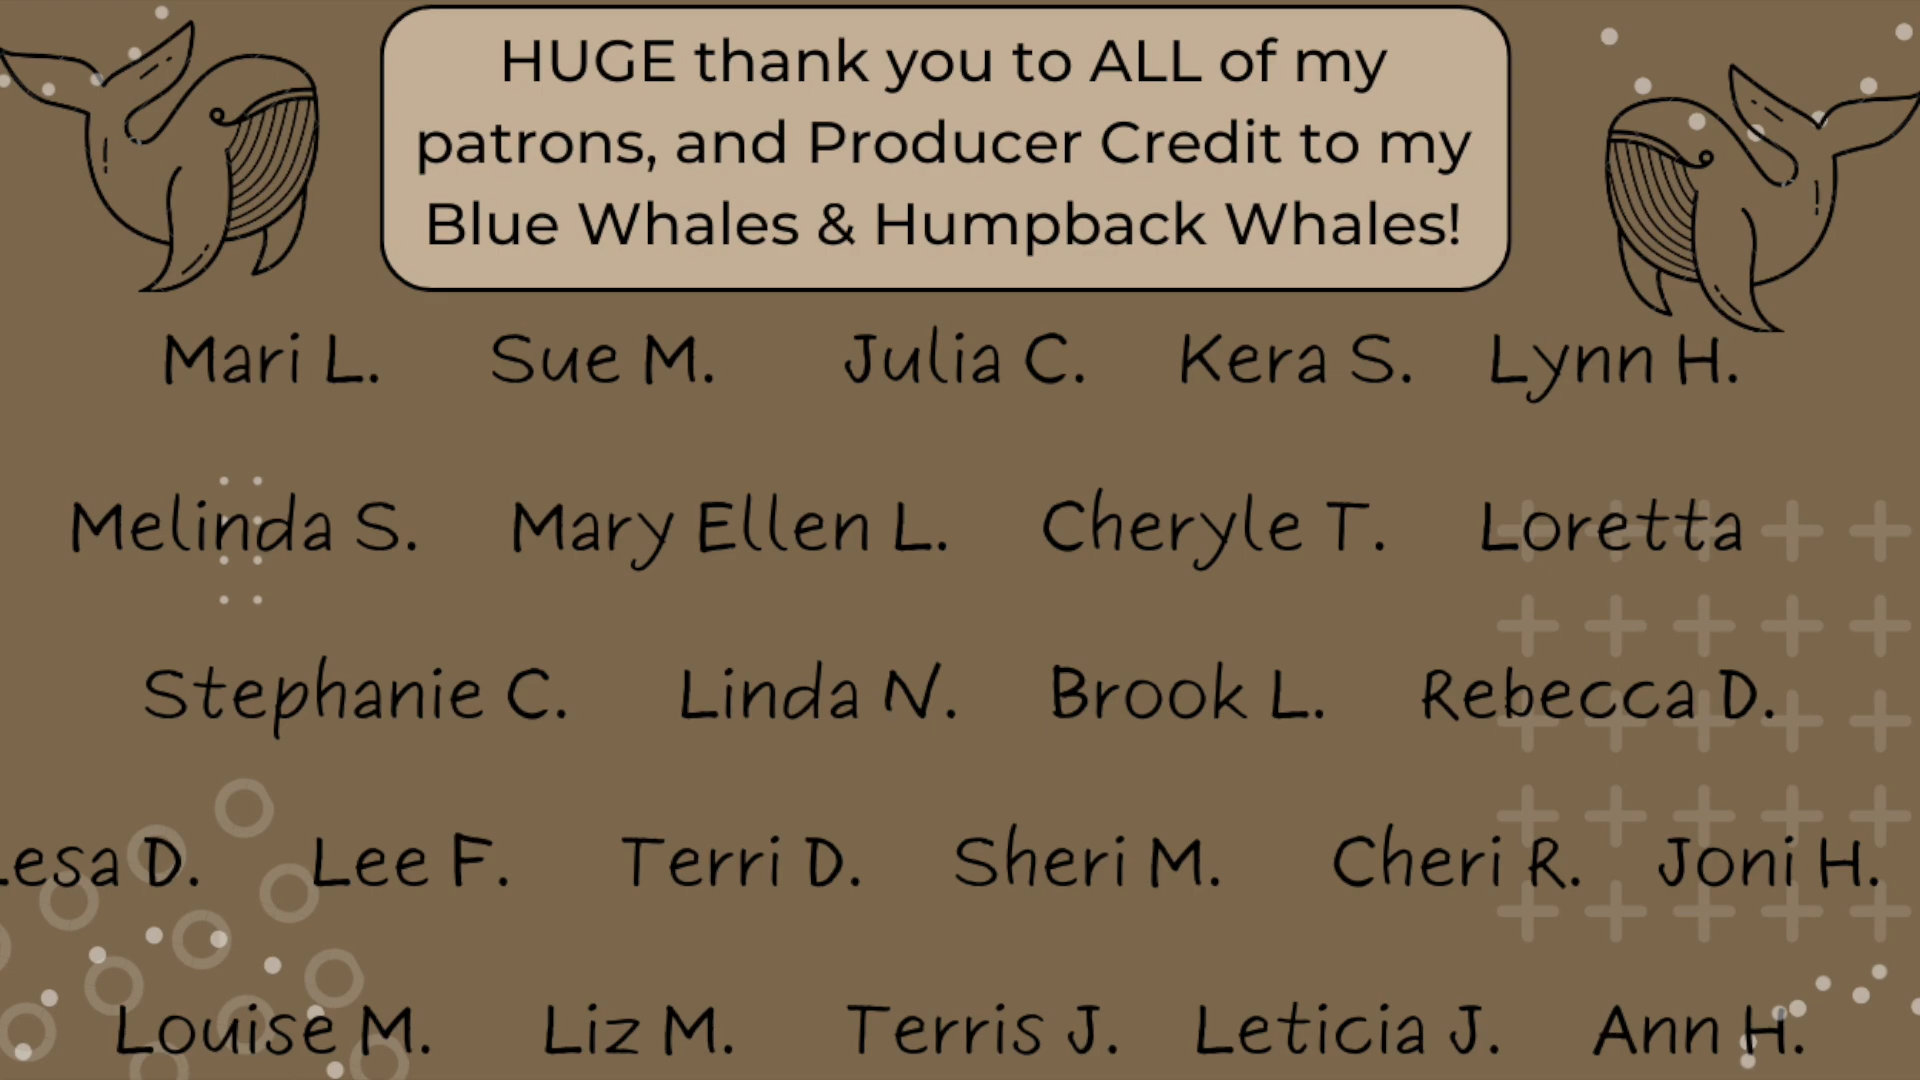 HUGE thank you to ALL of my
patrons, and Producer Credit to my
Blue Whales & Humpback Whales!
Mari L. Sue M. Julia C. Kera S. Lynn H.
Melinda S. Mary Ellen L. Cheryle T. Loretta
Stephanie C. Linda N. Brook L. Rebecca D.
Lesa D. Lee F. Terri D. Sheri M. Cheri R. Joni H.
Louise M. Liz M. Terris J. Leticia J. Ann H.